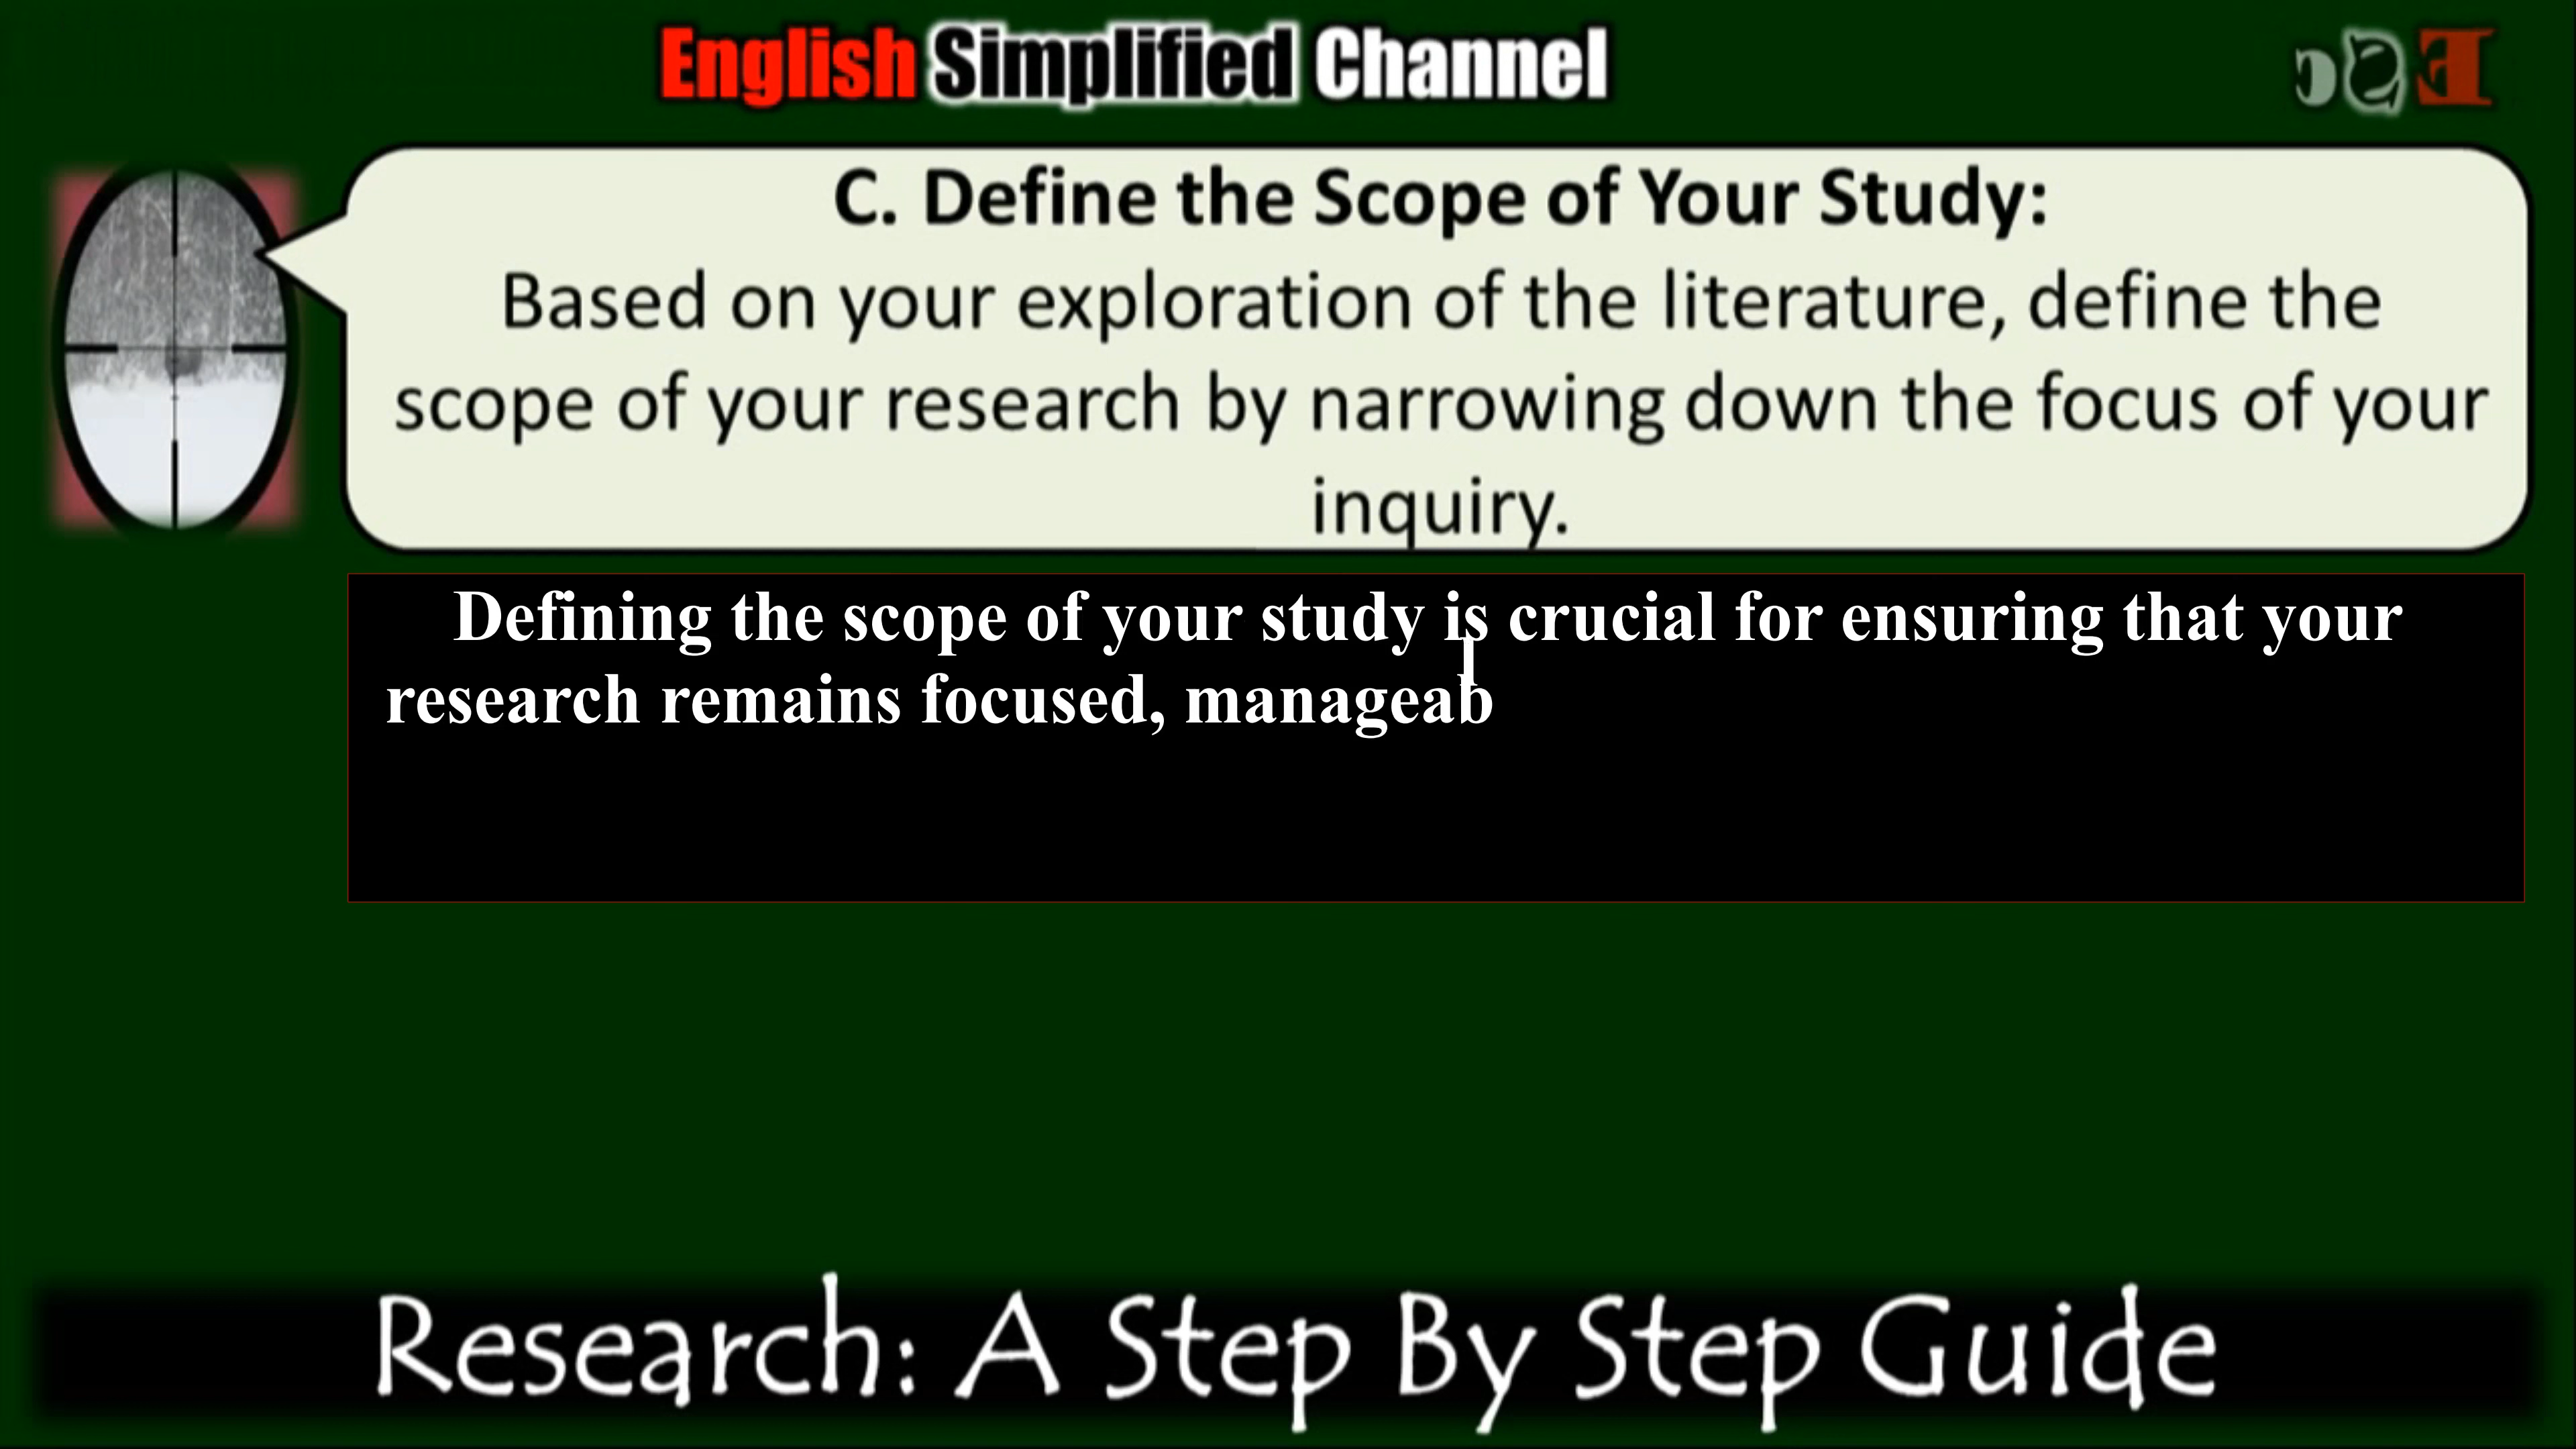 English Simplified Channel
ESc
C. Define the Scope of Your Study:
Based on your exploration of the literature, define the
scope of your research by narrowing down the focus of your
inquiry.
Defining the scope of your study is crucial for ensuring that your
research remains focused, manageab
Research: A Step By Step Guide